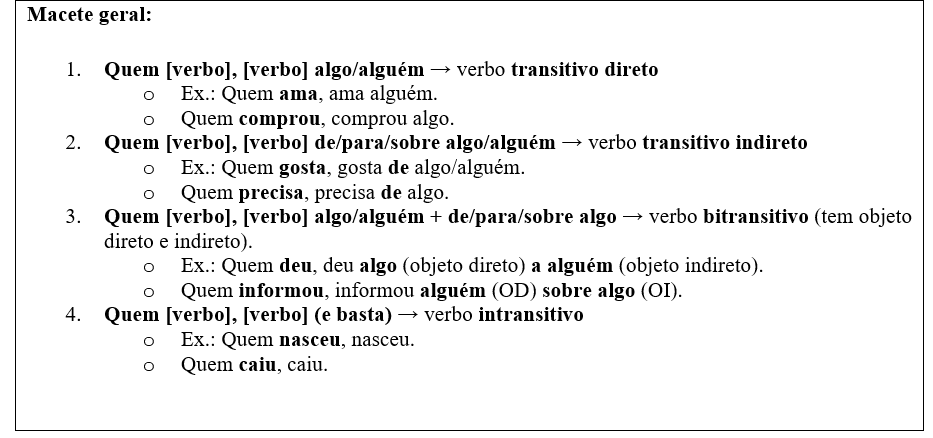 Macete geral:
1. Quem [verbo], [verbo] algo/alguém → verbo transitivo direto
o Ex.: Quem ama, ama alguém.
o Quem comprou, comprou algo.
2. Quem [verbo], [verbo] de/para/sobre algo/alguém → verbo transitivo indireto
o Ex.: Quem gosta, gosta de algo/alguém.
o Quem precisa, precisa de algo.
3. Quem [verbo], [verbo] algo/alguém + de/para/sobre algo → verbo bitransitivo (tem objeto
direto e indireto).
o Ex.: Quem deu, deu algo (objeto direto) a alguém (objeto indireto).
o Quem informou, informou alguém (OD) sobre algo (OI).
4. Quem [verbo], [verbo] (e basta) → verbo intransitivo
o Ex.: Quem nasceu, nasceu.
o Quem caiu, caiu.